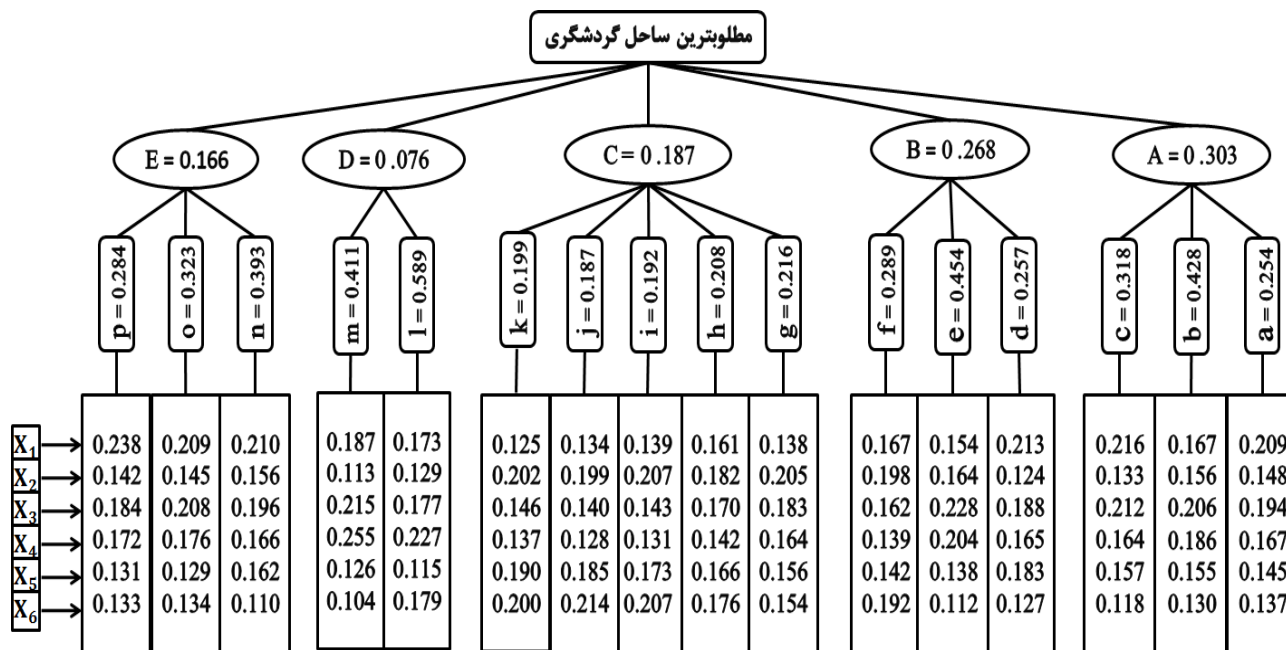 مطلوبترین ساحل گردشگری
E = 0.166 D = 0.076 C = 0.187 B = 0.268 A = 0.303
p = 0.284 o = 0.323 n = 0.393 m = 0.411 l = 0.589 k = 0.199 j = 0.187 i = 0.192 h = 0.208 g = 0.216 f = 0.289 e = 0.454 d = 0.257 c = 0.318 b = 0.428 a = 0.254
X1 0.238 0.209 0.210 0.187 0.173 0.125 0.134 0.139 0.161 0.138 0.167 0.154 0.213 0.216 0.167 0.209
X2 0.142 0.145 0.156 0.113 0.129 0.202 0.199 0.207 0.182 0.205 0.198 0.164 0.124 0.133 0.156 0.148
X3 0.184 0.208 0.196 0.215 0.177 0.146 0.140 0.143 0.170 0.183 0.162 0.228 0.188 0.212 0.206 0.194
X4 0.172 0.176 0.166 0.255 0.227 0.137 0.128 0.131 0.142 0.164 0.139 0.204 0.165 0.164 0.186 0.167
X5 0.131 0.129 0.162 0.126 0.115 0.190 0.185 0.173 0.166 0.156 0.142 0.138 0.183 0.157 0.155 0.145
X6 0.133 0.134 0.110 0.104 0.179 0.200 0.214 0.207 0.176 0.154 0.192 0.112 0.127 0.118 0.130 0.137